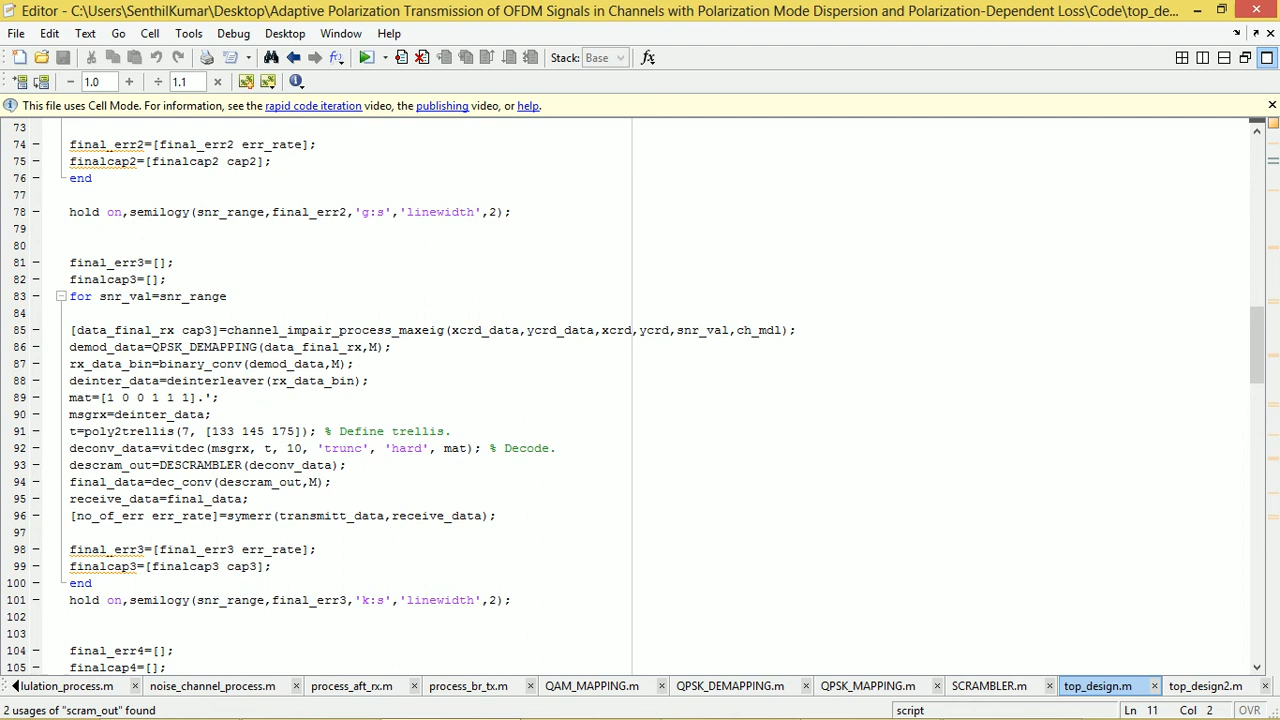 Editor - C:\Users\SenthilKumar\Desktop\Adaptive Polarization Transmission of OFDM Signals in Channels with Polarization Mode Dispersion and Polarization-Dependent Loss\Code\top_de...
File Edit Text Go Cell Tools Debug Desktop Window Help
Stack: Base fx
1.0 1.1
This file uses Cell Mode. For information, see the rapid code iteration video, the publishing video, or help.
73
74 final_err2=[final_err2 err_rate];
75 finalcap2=[finalcap2 cap2];
76 end
77
78 hold on,semilogy(snr_range,final_err2,'g:s','linewidth',2);
79
80
81 final_err3=[];
82 finalcap3=[];
83 for snr_val=snr_range
84
85 [data_final_rx cap3]=channel_impair_process_maxeig(xcrd_data,ycrd_data,xcrd,ycrd,snr_val,ch_mdl);
86 demod_data=QPSK_DEMAPPING(data_final_rx,M);
87 rx_data_bin=binary_conv(demod_data,M);
88 deinter_data=deinterleaver(rx_data_bin);
89 mat=[1 0 0 1 1 1].';
90 msgrx=deinter_data;
91 t=poly2trellis(7, [133 145 175]); % Define trellis.
92 deconv_data=vitdec(msgrx, t, 10, 'trunc', 'hard', mat); % Decode.
93 descram_out=DESCRAMBLER(deconv_data);
94 final_data=dec_conv(descram_out,M);
95 receive_data=final_data;
96 [no_of_err err_rate]=symerr(transmitt_data,receive_data);
97
98 final_err3=[final_err3 err_rate];
99 finalcap3=[finalcap3 cap3];
100 end
101 hold on,semilogy(snr_range,final_err3,'k:s','linewidth',2);
102
103
104 final_err4=[];
105 finalcap4=[];
lulation_process.m noise_channel_process.m process_aft_rx.m process_br_tx.m QAM_MAPPING.m QPSK_DEMAPPING.m QPSK_MAPPING.m SCRAMBLER.m top_design.m top_design2.m
2 usages of "scram_out" found script Ln 11 Col 2 OVR